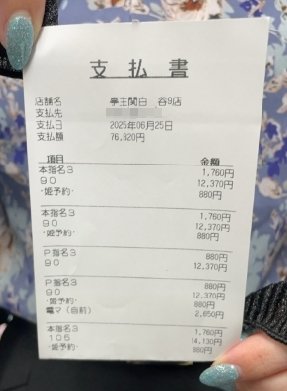 支払書
店舗名 學王関白 谷9店
支払先
支払日 2025年06月25日
支払額 76,320円
項目 金額
本指名3 1,760円
90 12,370円
・姫予約・ 880円
本指名3 1,760円
90 12,370円
・姫予約・ 880円
P指名3 880円
90 12,370円
P指名3 880円
90 12,370円
・姫予約・ 880円
電マ(自前) 2,650円
本指名3 1,760円
105 14,130円
・姫予約・ 880円